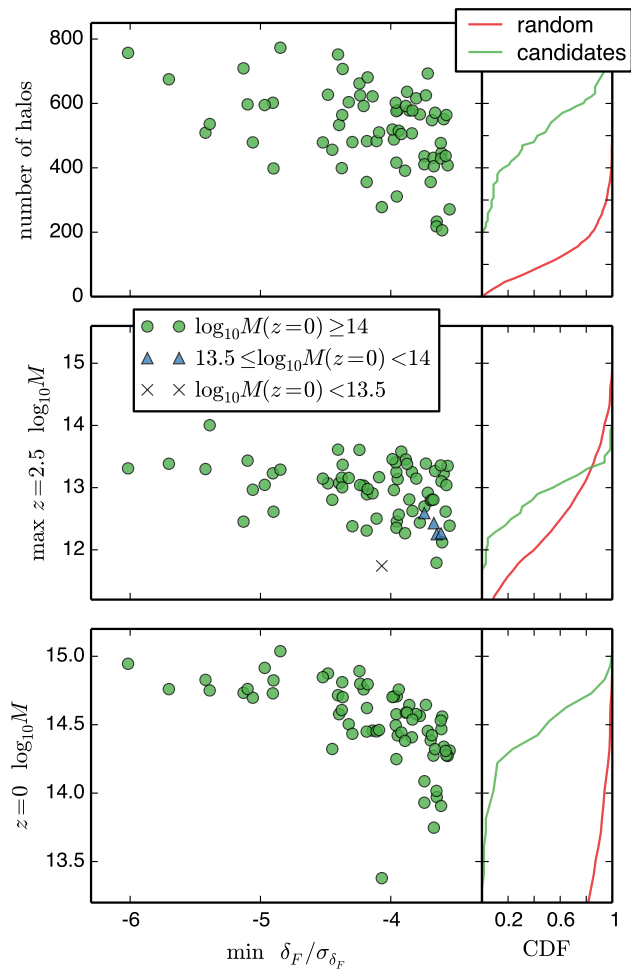 random
candidates
800
600
400
200
0
number of halos
log₁₀M(z=0) ≥14
13.5 ≤log₁₀M(z=0) <14
log₁₀M(z=0) <13.5
15
14
13
12
max z=2.5 log₁₀M
15.0
14.5
14.0
13.5
z=0 log₁₀M
-6 -5 -4
0.2 0.6 1
min δ_F/σ_δ_F
CDF